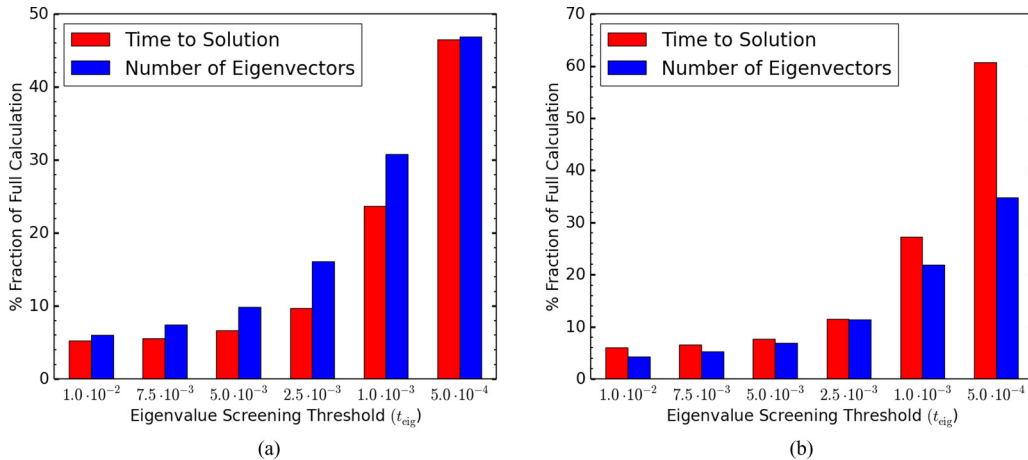 50
40
30
20
10
0
% Fraction of Full Calculation
Time to Solution
Number of Eigenvectors
1.0·10⁻² 7.5·10⁻³ 5.0·10⁻³ 2.5·10⁻³ 1.0·10⁻³ 5.0·10⁻⁴
Eigenvalue Screening Threshold (t_eig)
(a)
70
60
50
40
30
20
10
0
% Fraction of Full Calculation
Time to Solution
Number of Eigenvectors
1.0·10⁻² 7.5·10⁻³ 5.0·10⁻³ 2.5·10⁻³ 1.0·10⁻³ 5.0·10⁻⁴
Eigenvalue Screening Threshold (t_eig)
(b)